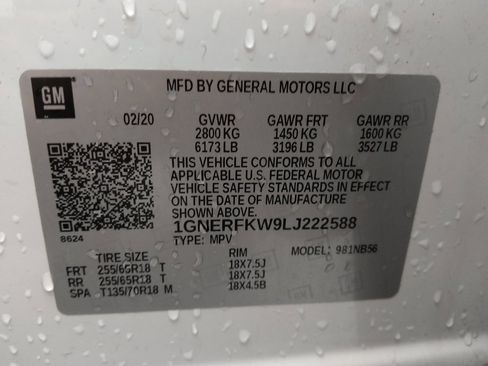 GM
MFD BY GENERAL MOTORS LLC
02/20 GVWR GAWR FRT GAWR RR
2800 KG 1450 KG 1600 KG
6173 LB 3196 LB 3527 LB
THIS VEHICLE CONFORMS TO ALL
APPLICABLE U.S. FEDERAL MOTOR
VEHICLE SAFETY STANDARDS IN EFFECT
ON THE DATE OF MANUFACTURE
SHOWN ABOVE.
1GNERFKW9LJ222588
8624 TYPE: MPV
TIRE SIZE RIM MODEL: 981NB56
FRT 255/65R18 T 18X7.5J
RR 255/65R18 T 18X7.5J
SPA T135/70R18 M 18X4.5B